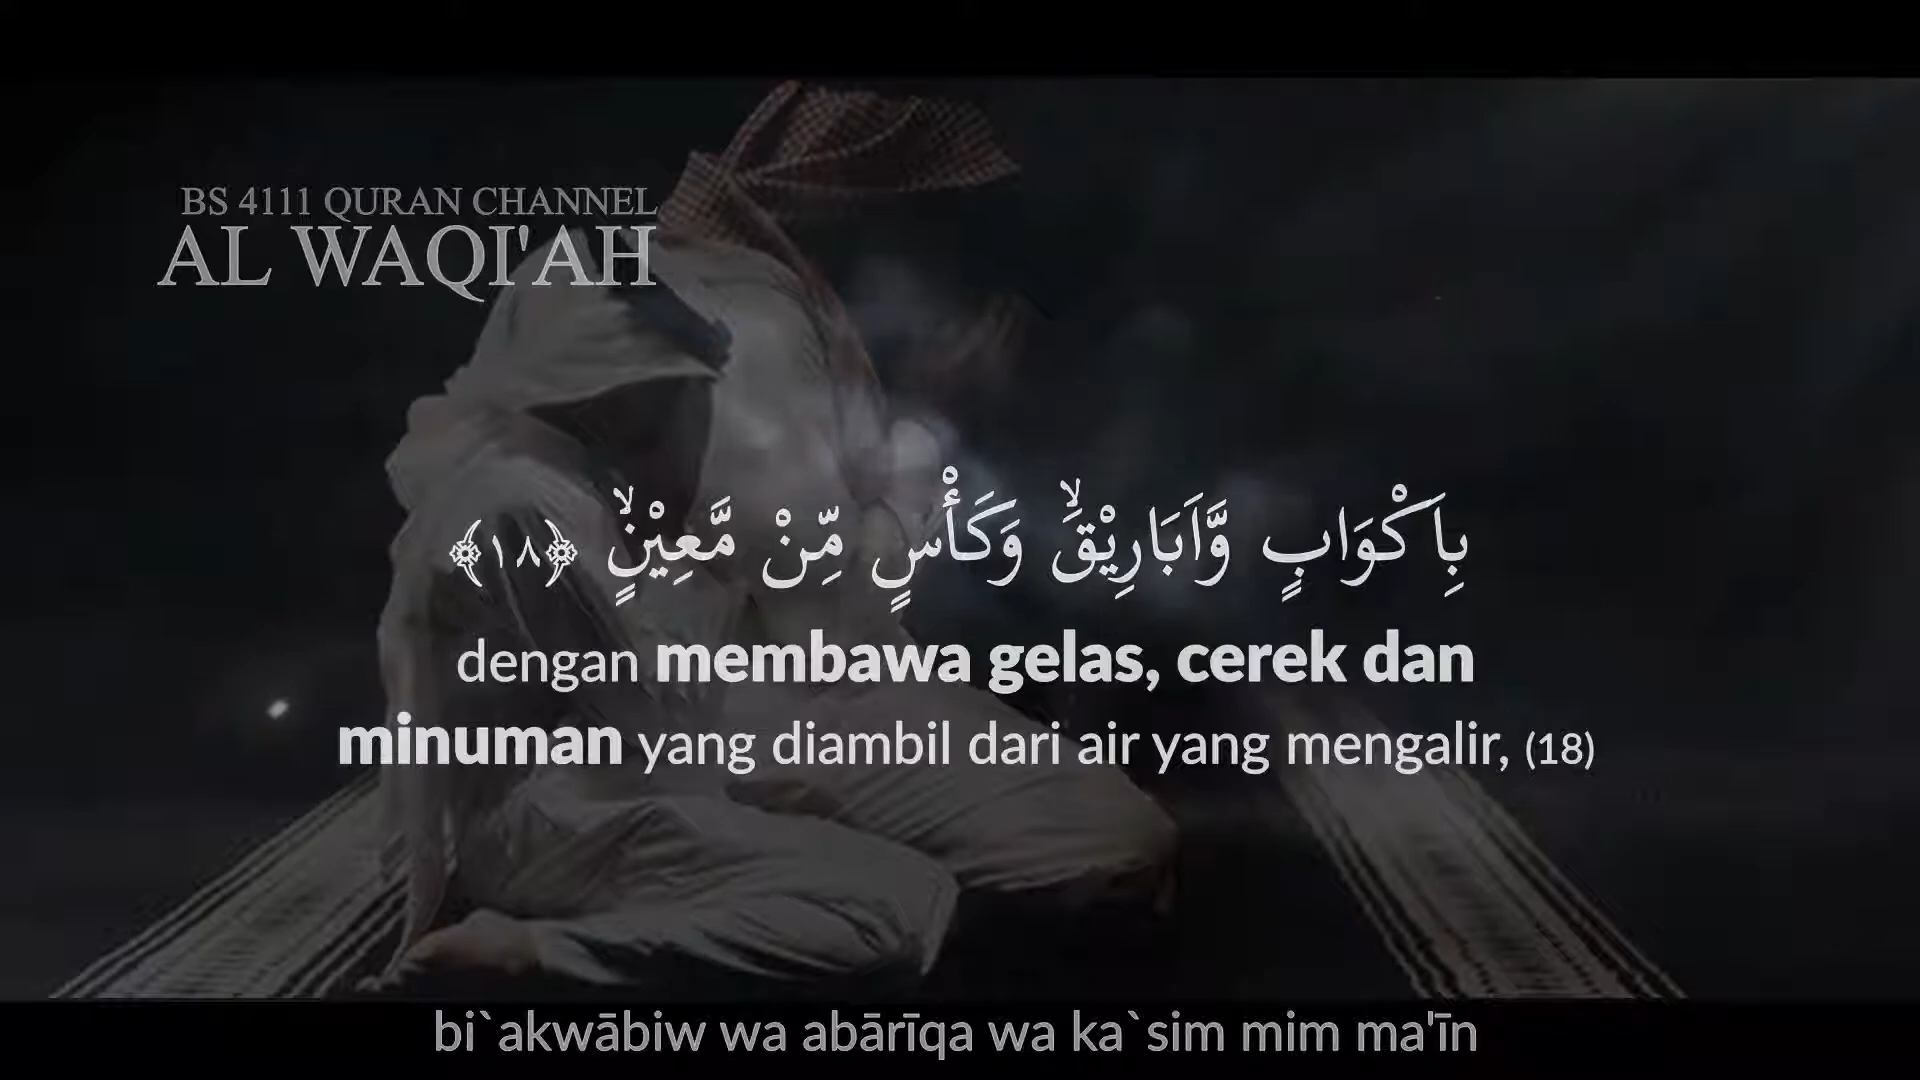 BS 4111 QURAN CHANNEL
AL WAQI'AH
بِاَكْوَابٍ وَّاَبَارِيْقَۙ وَكَأْسٍ مِّنْ مَّعِيْنٍۙ ﴿١٨﴾
dengan membawa gelas, cerek dan
minuman yang diambil dari air yang mengalir, (18)
bi`akwābiw wa abārīqa wa ka`sim mim ma'īn